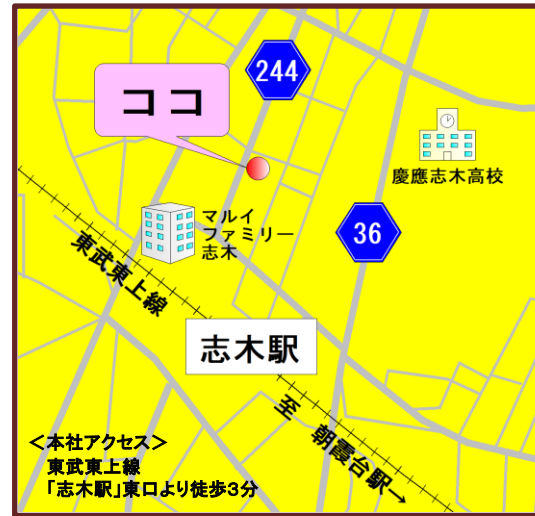 244
ココ
慶應志木高校
マルイ
ファミリー
志木
36
東武東上線
志木駅
至 朝霞台駅→
＜本社アクセス＞
東武東上線
「志木駅」東口より徒歩3分